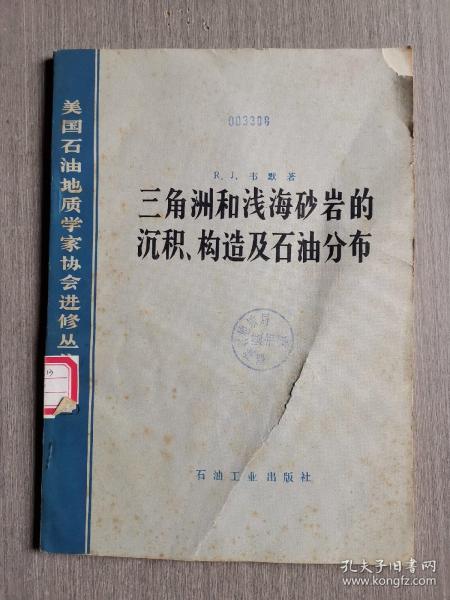 003306
R.J.韦默著
三角洲和浅海砂岩的
沉积、构造及石油分布
石油工业出版社
美国石油地质学家协会进修丛
孔夫子旧书网
www.kongfz.com